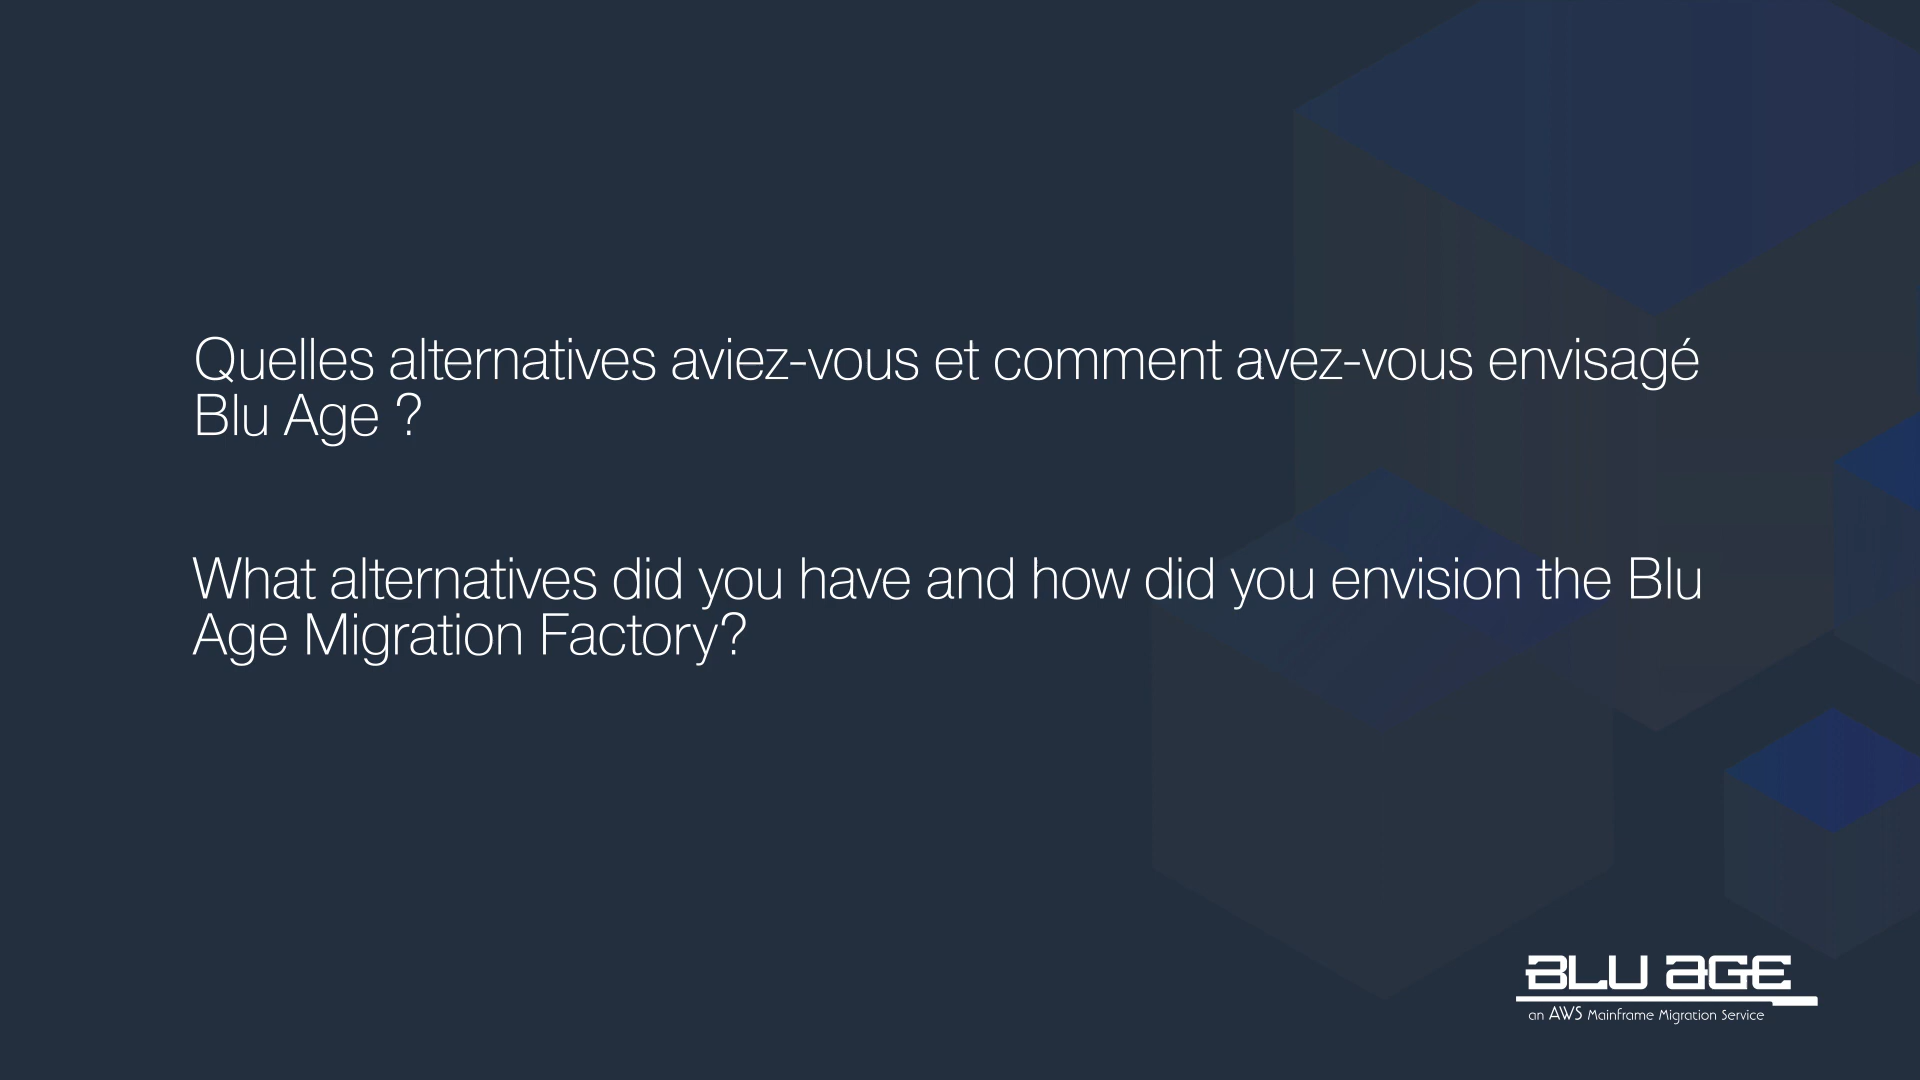 Quelles alternatives aviez-vous et comment avez-vous envisagé
Blu Age ?
What alternatives did you have and how did you envision the Blu
Age Migration Factory?
BLU AGE
an AWS Mainframe Migration Service